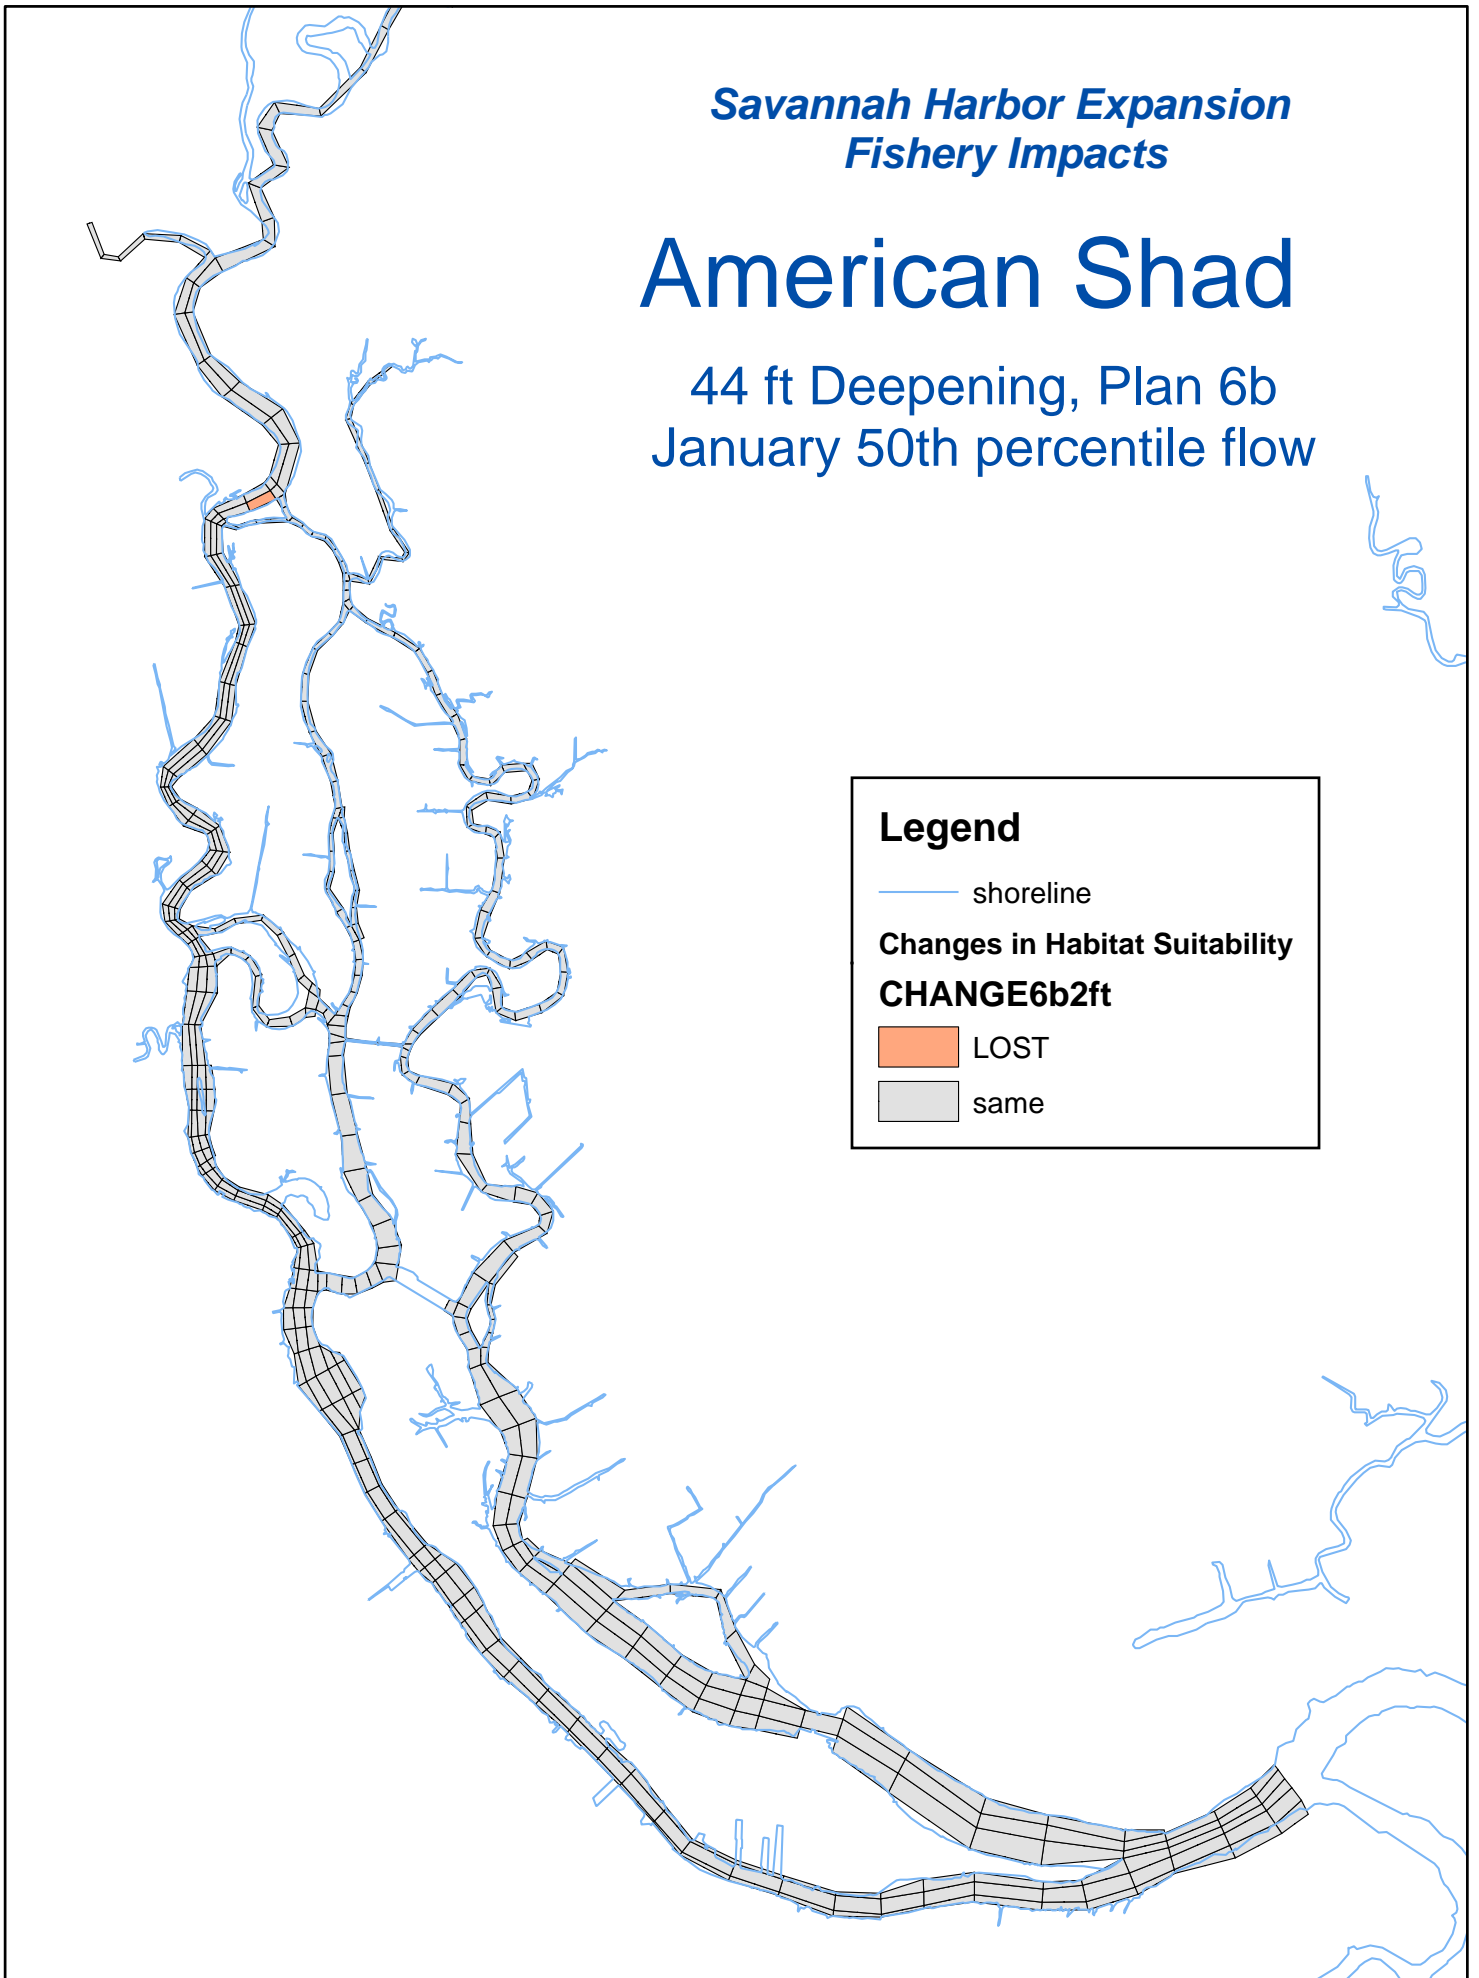 Savannah Harbor Expansion
Fishery Impacts
American Shad
44 ft Deepening, Plan 6b
January 50th percentile flow
Legend
shoreline
Changes in Habitat Suitability
CHANGE6b2ft
LOST
same